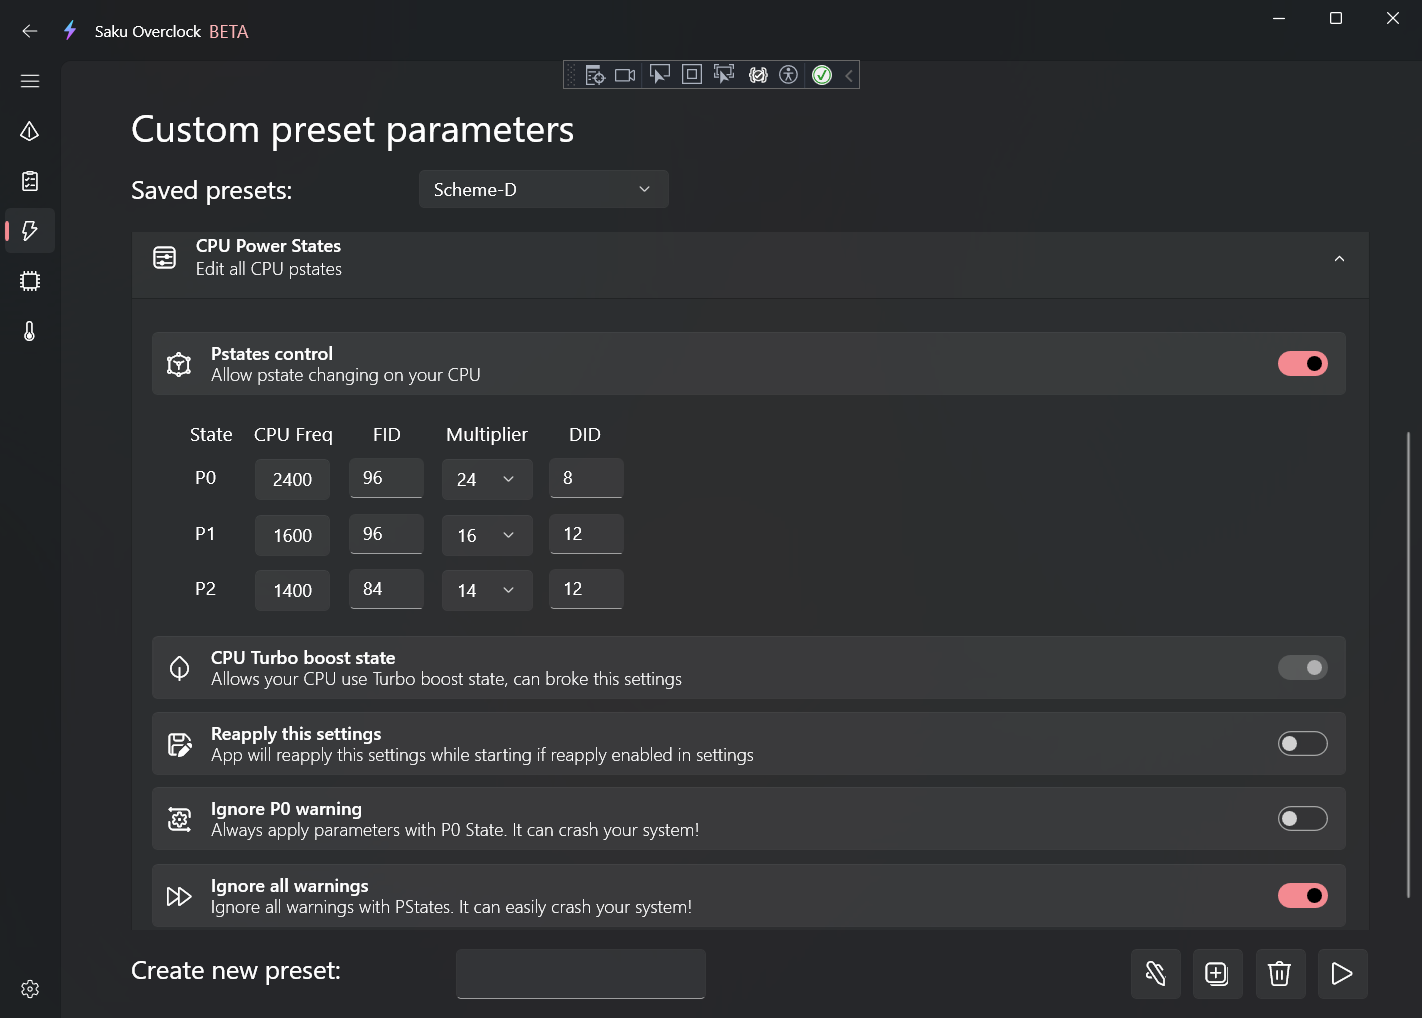 Saku Overclock BETA
Custom preset parameters
Saved presets:
Scheme-D
CPU Power States
Edit all CPU pstates
Pstates control
Allow pstate changing on your CPU
State CPU Freq FID Multiplier DID
P0 2400 96 24 8
P1 1600 96 16 12
P2 1400 84 14 12
CPU Turbo boost state
Allows your CPU use Turbo boost state, can broke this settings
Reapply this settings
App will reapply this settings while starting if reapply enabled in settings
Ignore P0 warning
Always apply parameters with P0 State. It can crash your system!
Ignore all warnings
Ignore all warnings with PStates. It can easily crash your system!
Create new preset: